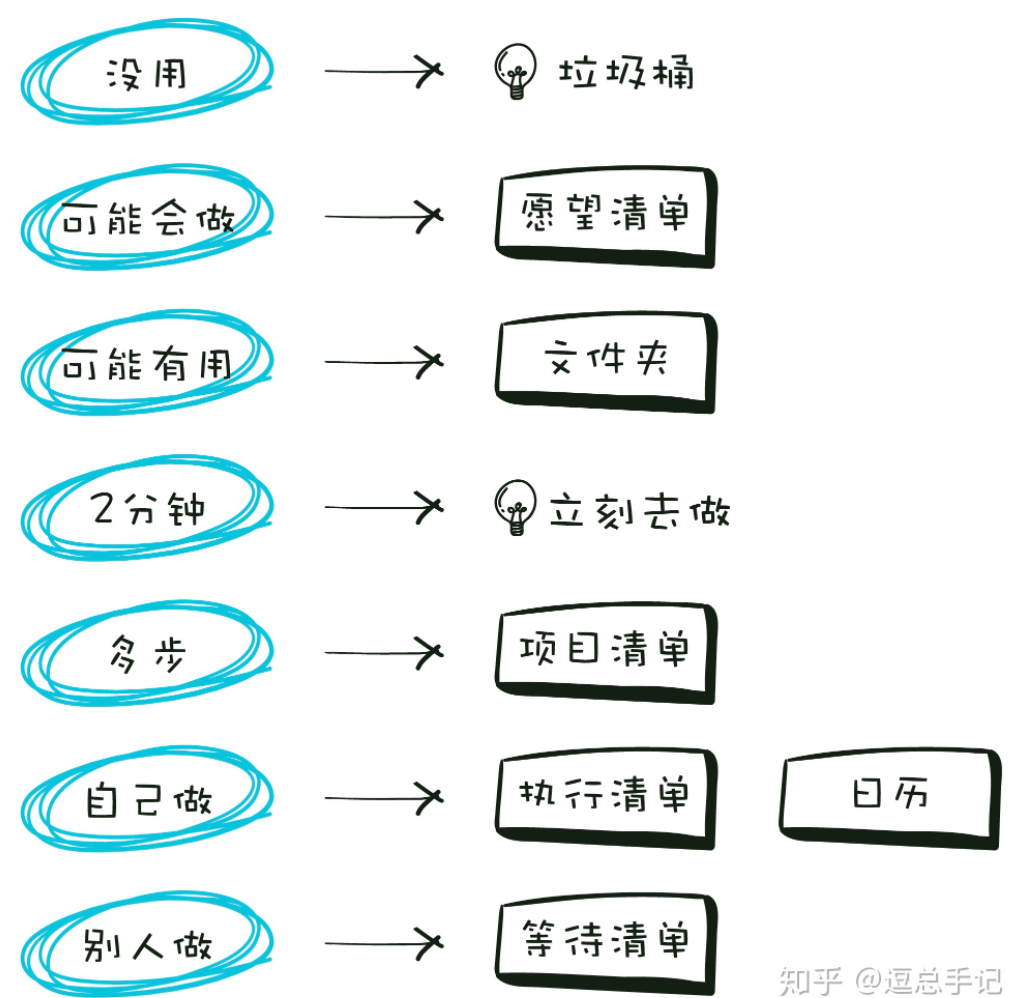 没用 垃圾桶
可能会做 愿望清单
可能有用 文件夹
2分钟 立刻去做
多步 项目清单
自己做 执行清单 日历
别人做 等待清单
知乎 @逗总手记